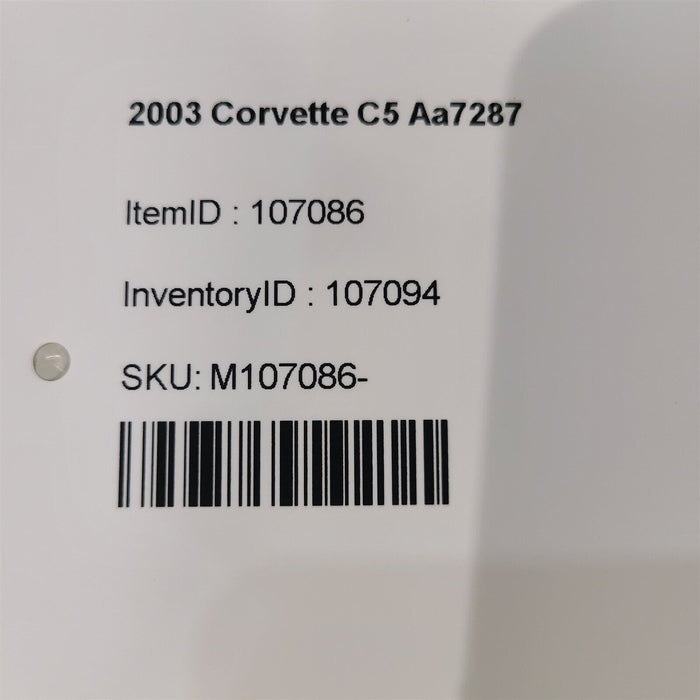 2003 Corvette C5 Aa7287
ItemID : 107086
InventoryID : 107094
SKU: M107086-